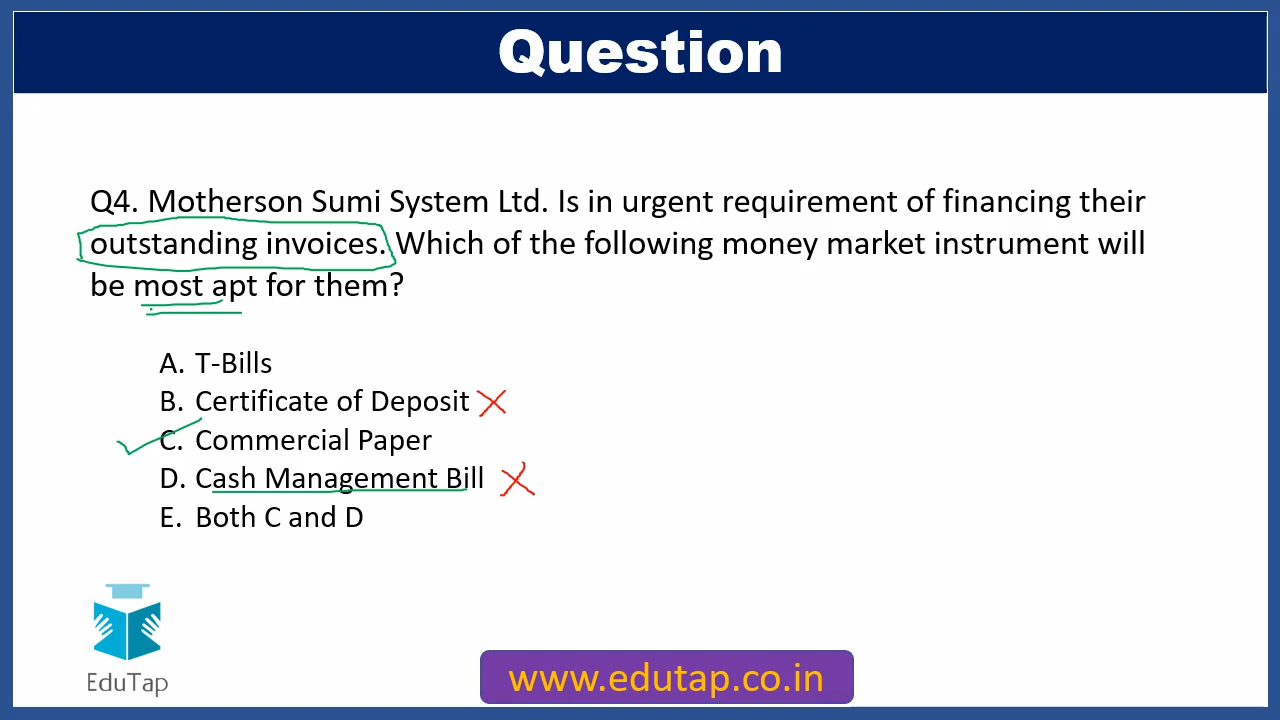 Question
Q4. Motherson Sumi System Ltd. Is in urgent requirement of financing their
outstanding invoices. Which of the following money market instrument will
be most apt for them?
A. T-Bills
B. Certificate of Deposit
C. Commercial Paper
D. Cash Management Bill
E. Both C and D
EduTap
www.edutap.co.in